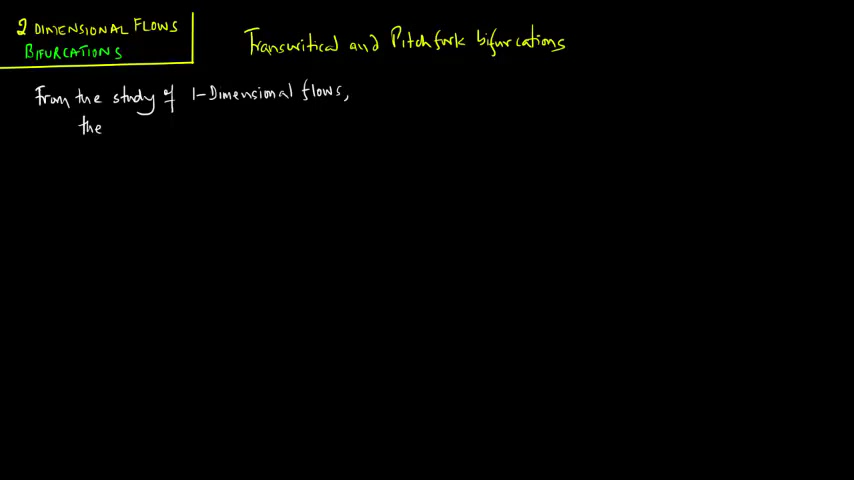 2 DIMENSIONAL FLOWS
BIFURCATIONS
Transcritical and Pitchfork bifurcations
From the study of 1-Dimensional flows,
the